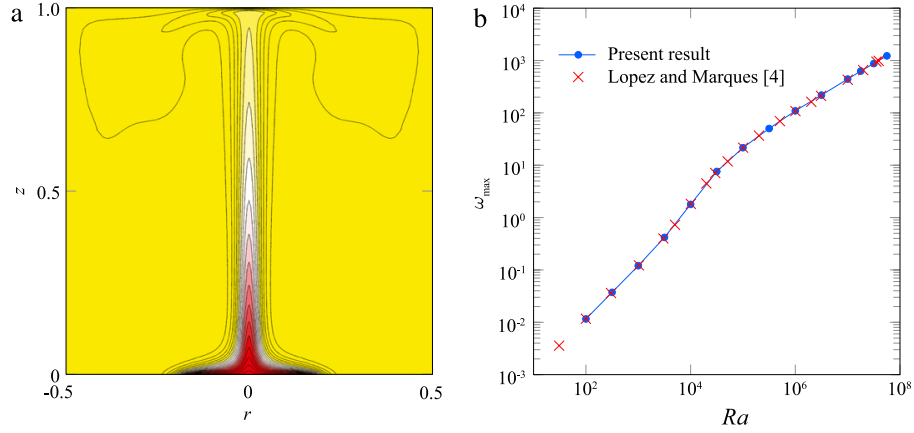 a
1.0
0.5
0
z
-0.5
0
0.5
r
b
10^4
10^3
10^2
10^1
10^0
10^-1
10^-2
10^-3
ω_max
Present result
Lopez and Marques [4]
10^2
10^4
10^6
10^8
Ra